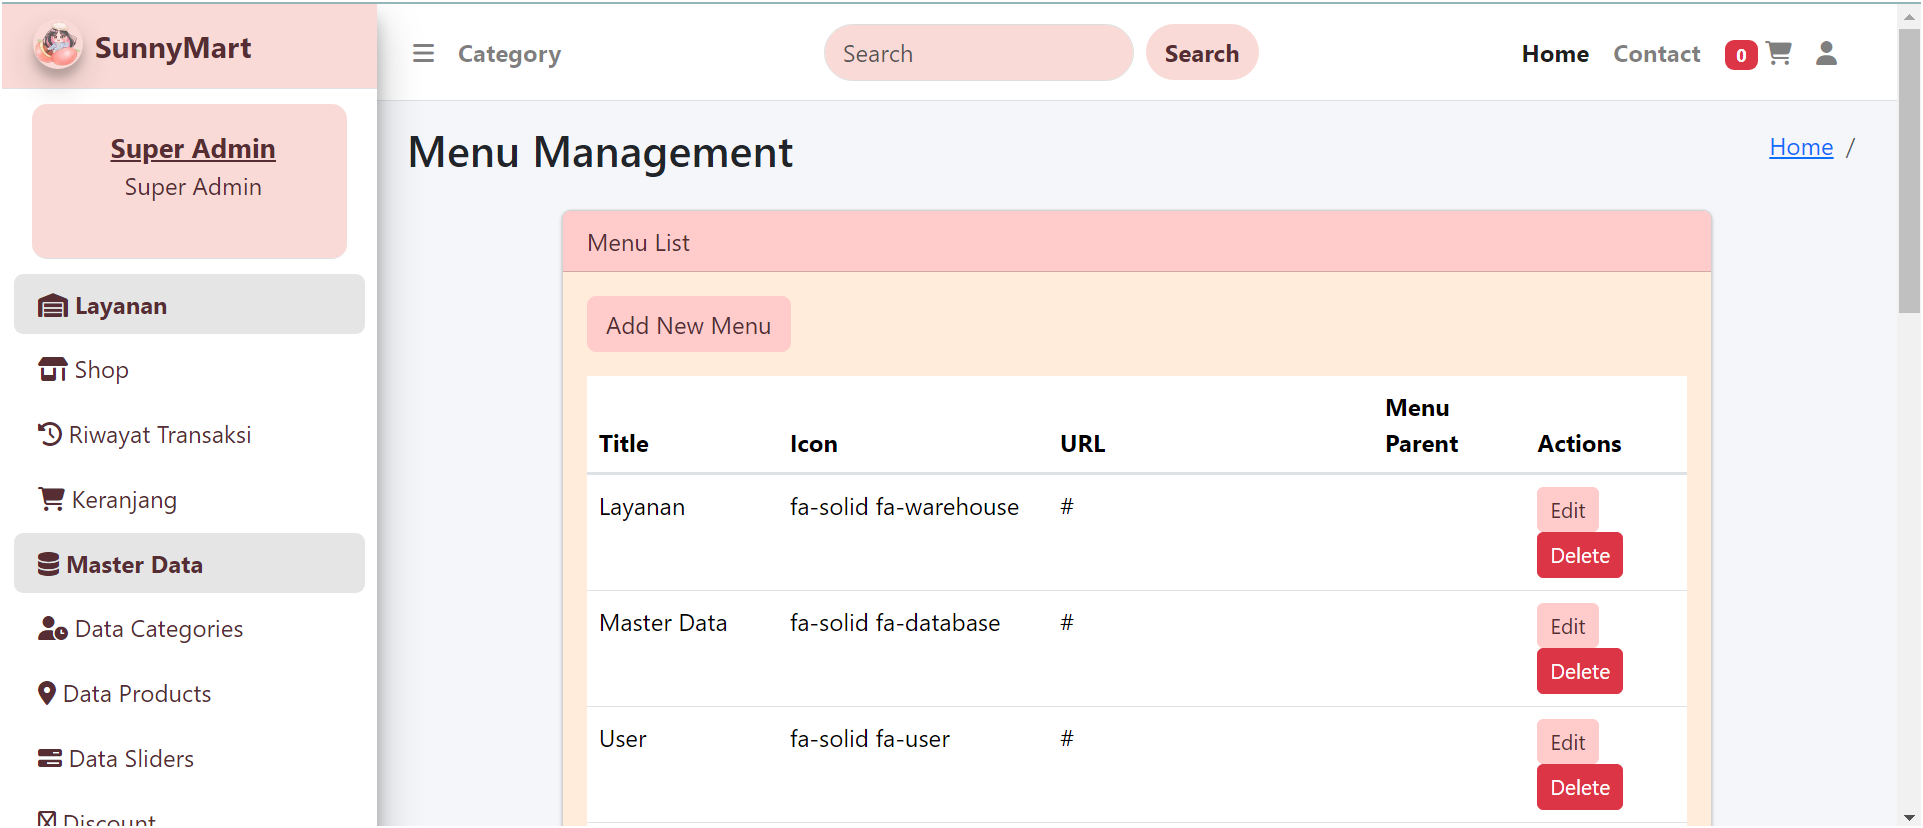 SunnyMart
Category
Search
Search
Home
Contact
0
Super Admin
Super Admin
Layanan
Shop
Riwayat Transaksi
Keranjang
Master Data
Data Categories
Data Products
Data Sliders
Discount
Menu Management
Home /
Menu List
Add New Menu
Title Icon URL Menu Parent Actions
Layanan fa-solid fa-warehouse # Edit
Delete
Master Data fa-solid fa-database # Edit
Delete
User fa-solid fa-user # Edit
Delete